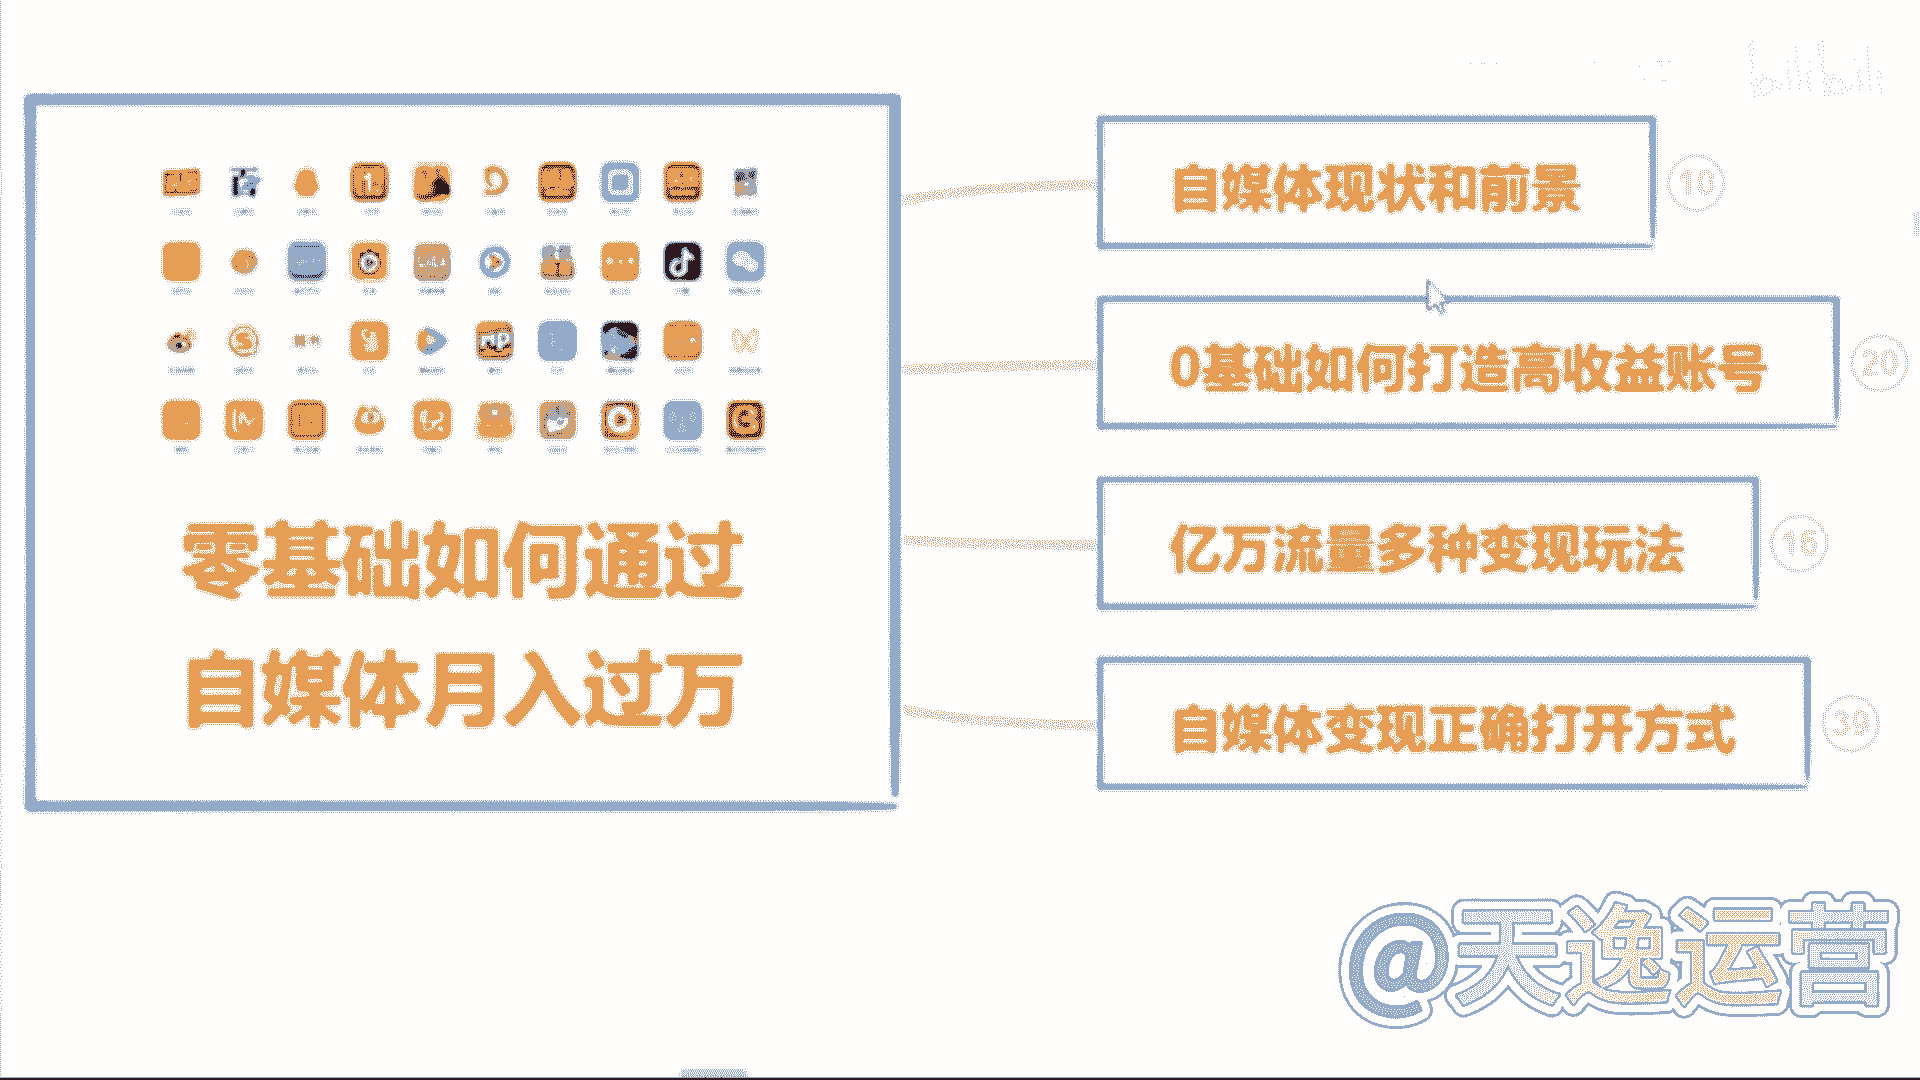 bilibili
零基础如何通过
自媒体月入过万
自媒体现状和前景
10
0基础如何打造高收益账号
20
亿万流量多种变现玩法
16
自媒体变现正确打开方式
39
@天逸运营